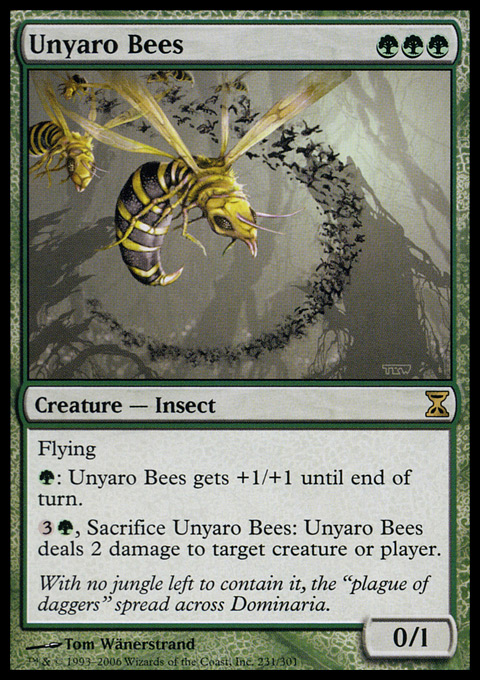 Unyaro Bees
TEW
Creature — Insect
Flying
: Unyaro Bees gets +1/+1 until end of
turn.
3, Sacrifice Unyaro Bees: Unyaro Bees
deals 2 damage to target creature or player.
With no jungle left to contain it, the “plague of
daggers” spread across Dominaria.
Tom Wänerstrand
™ & © 1993–2006 Wizards of the Coast, Inc. 231/301
0/1